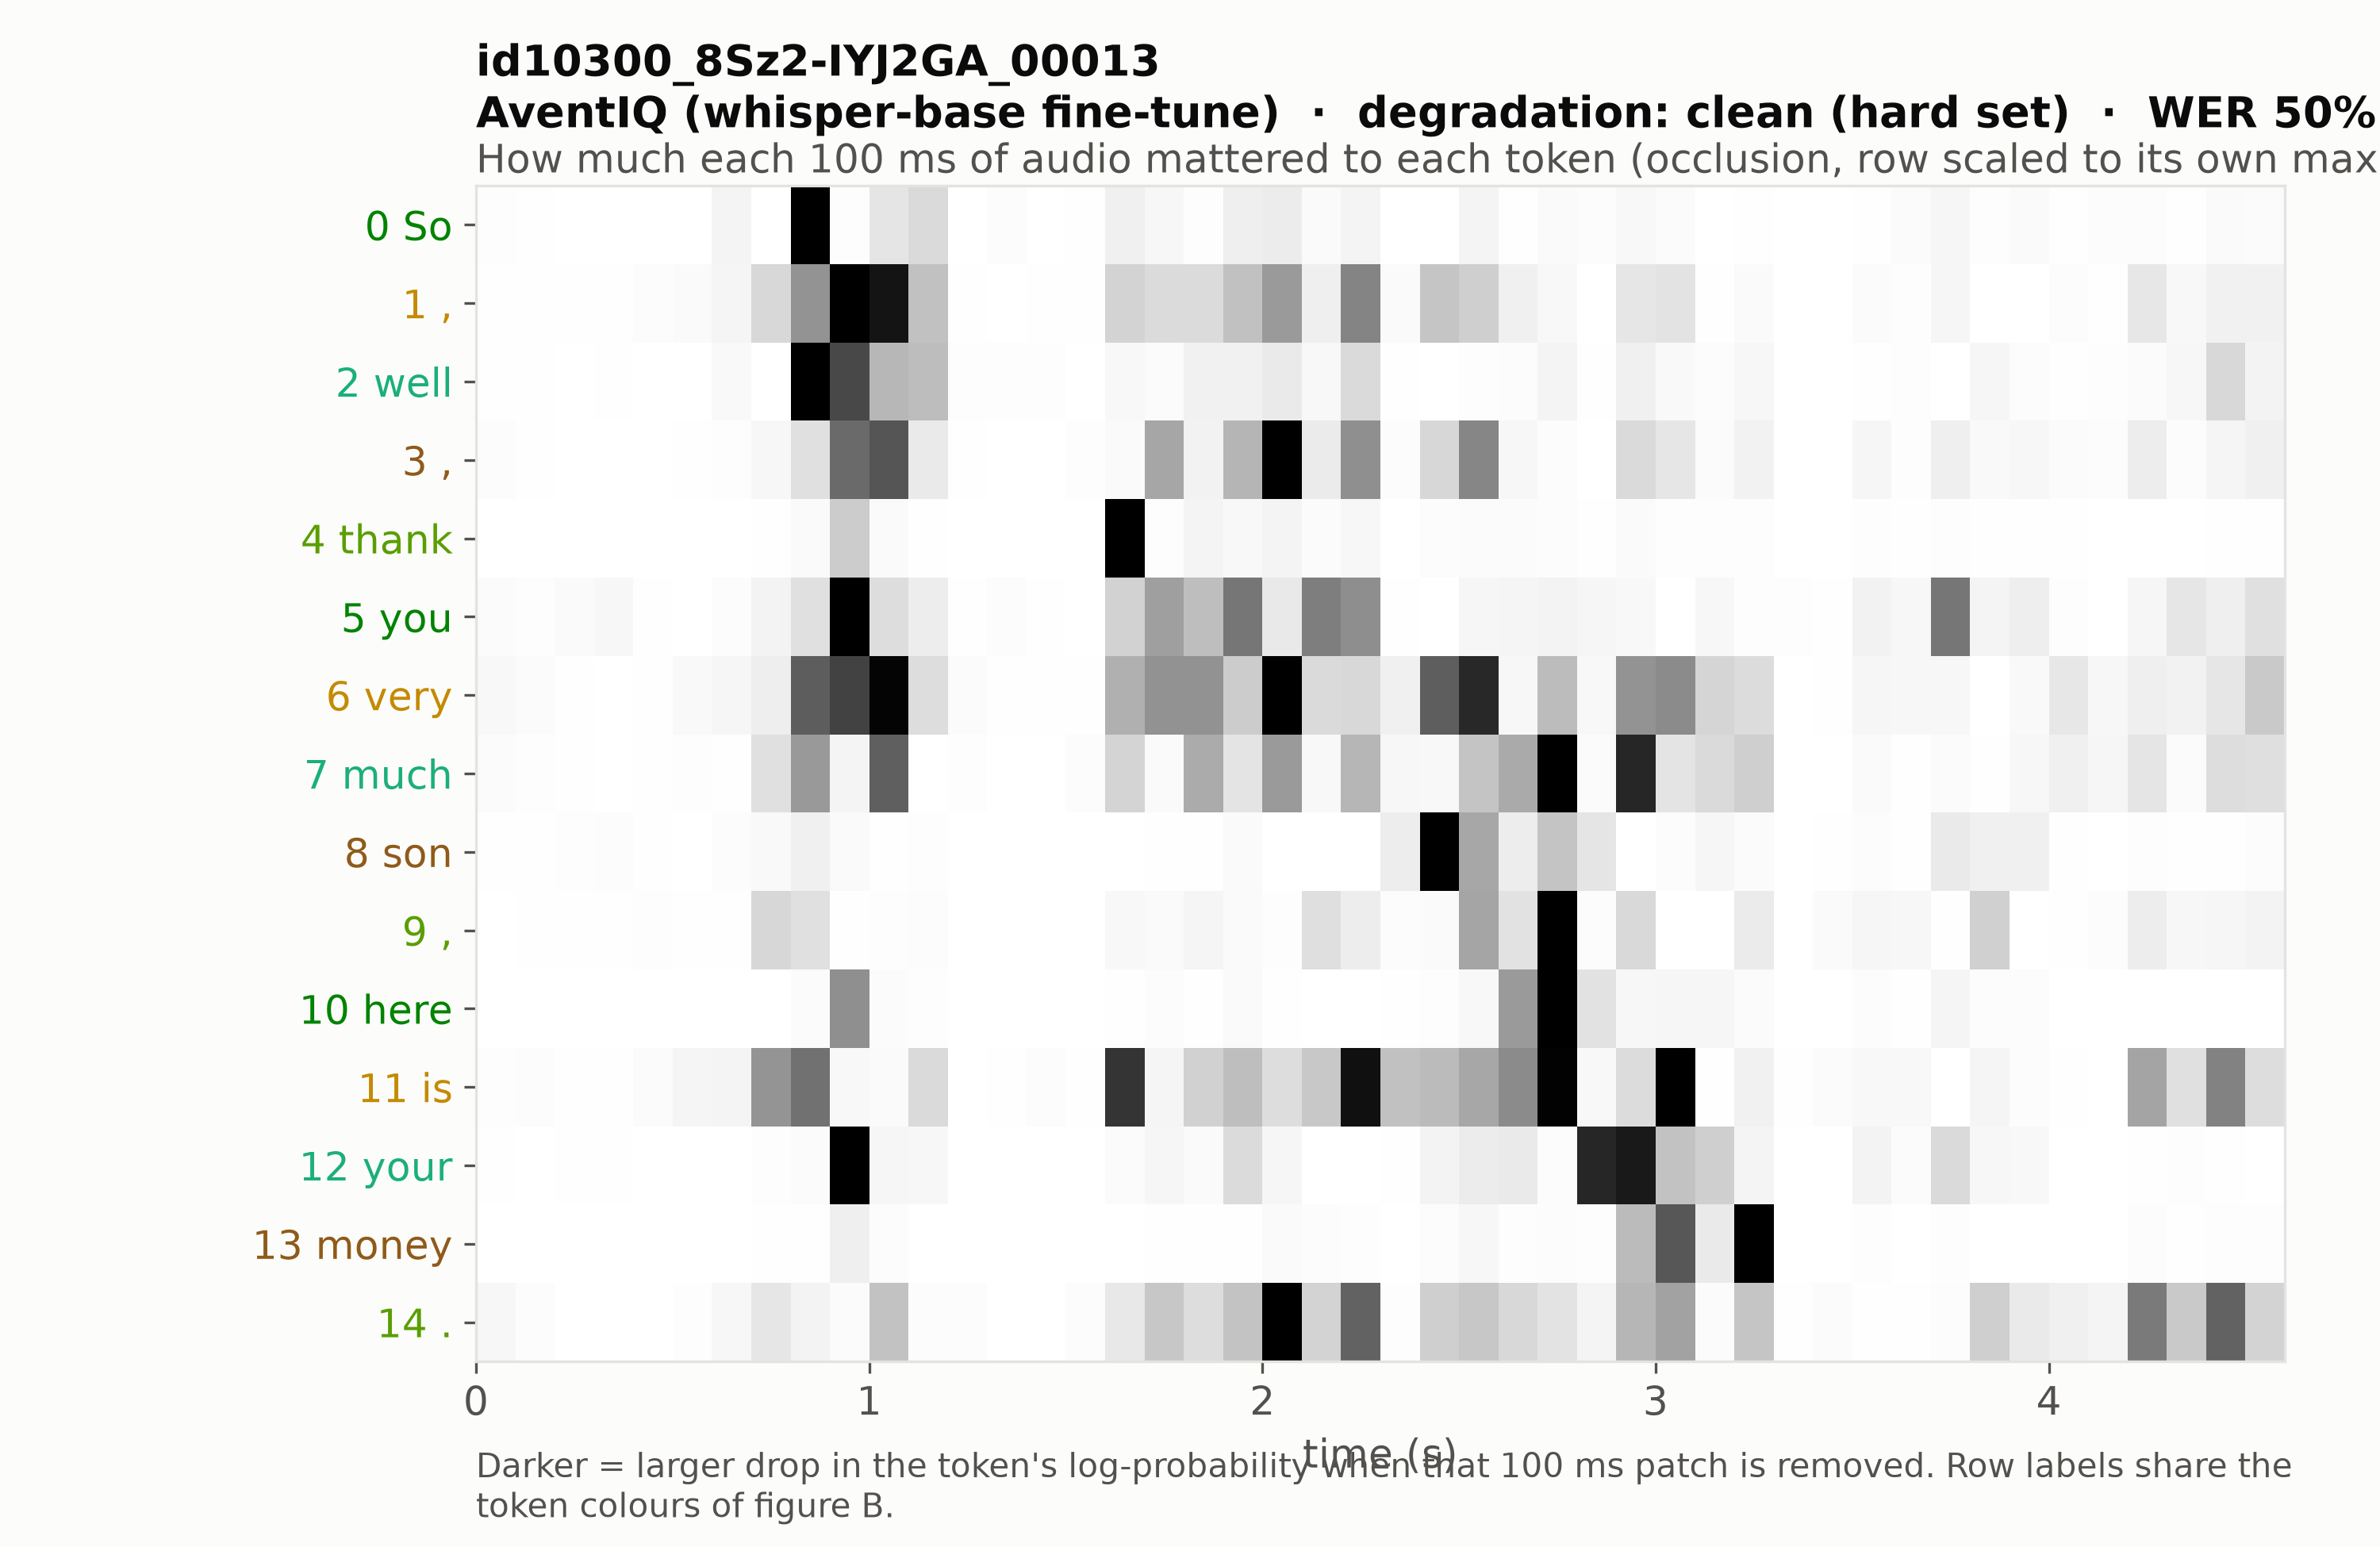 id10300_8Sz2-IYJ2GA_00013
AventIQ (whisper-base fine-tune) · degradation: clean (hard set) · WER 50%
How much each 100 ms of audio mattered to each token (occlusion, row scaled to its own max
0 So
1 ,
2 well
3 ,
4 thank
5 you
6 very
7 much
8 son
9 ,
10 here
11 is
12 your
13 money
14 .
0 1 2 3 4
time (s)
Darker = larger drop in the token's log-probability when that 100 ms patch is removed. Row labels share the
token colours of figure B.